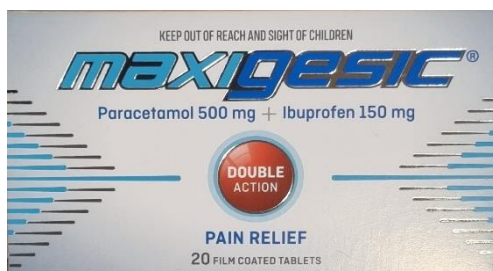 KEEP OUT OF REACH AND SIGHT OF CHILDREN
maxigesic®
Paracetamol 500 mg + Ibuprofen 150 mg
DOUBLE
ACTION
PAIN RELIEF
20 FILM COATED TABLETS